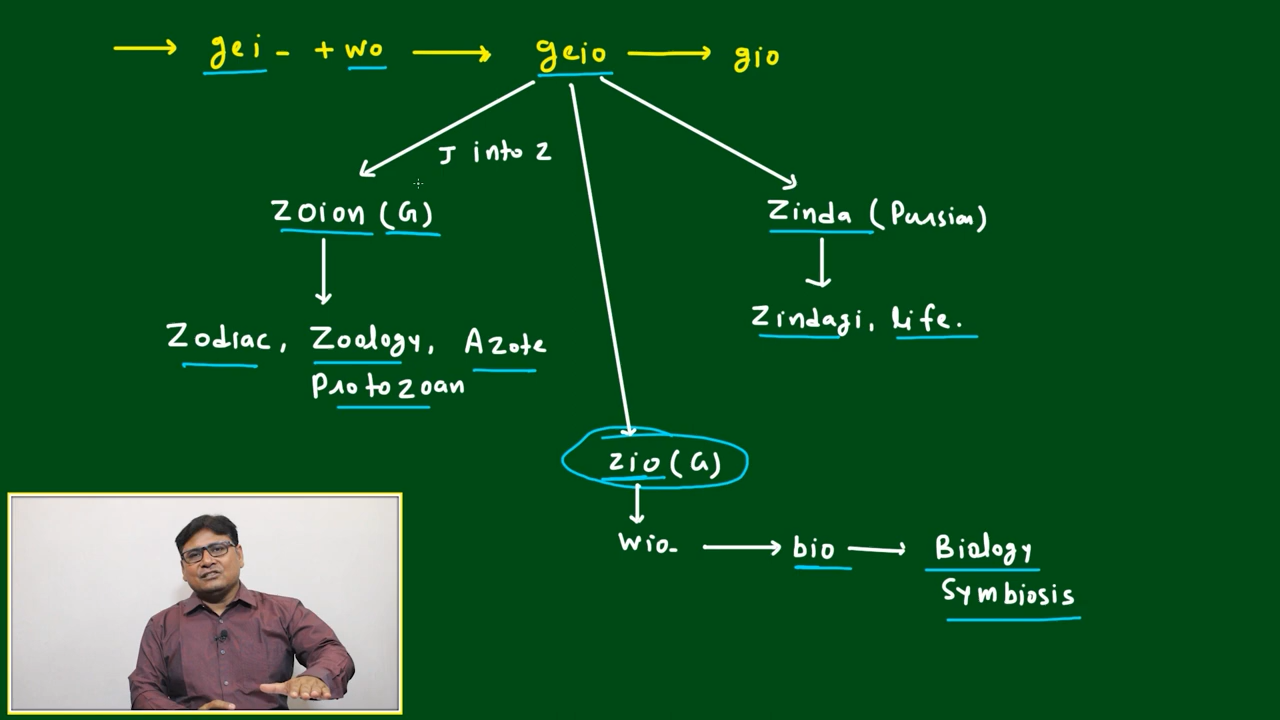 → gei- + wo → geio → gio
J into z
Zoion (G)
Zinda (Persian)
Zodiac, Zoology, Azote
Protozoan
Zindagi, life.
zio (G)
wio- → bio → Biology
Symbiosis